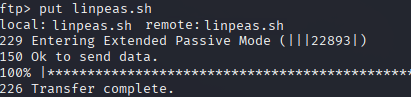 ftp> put linpeas.sh
local: linpeas.sh remote: linpeas.sh
229 Entering Extended Passive Mode (|||22893|)
150 Ok to send data.
100% |***********************************************
226 Transfer complete.